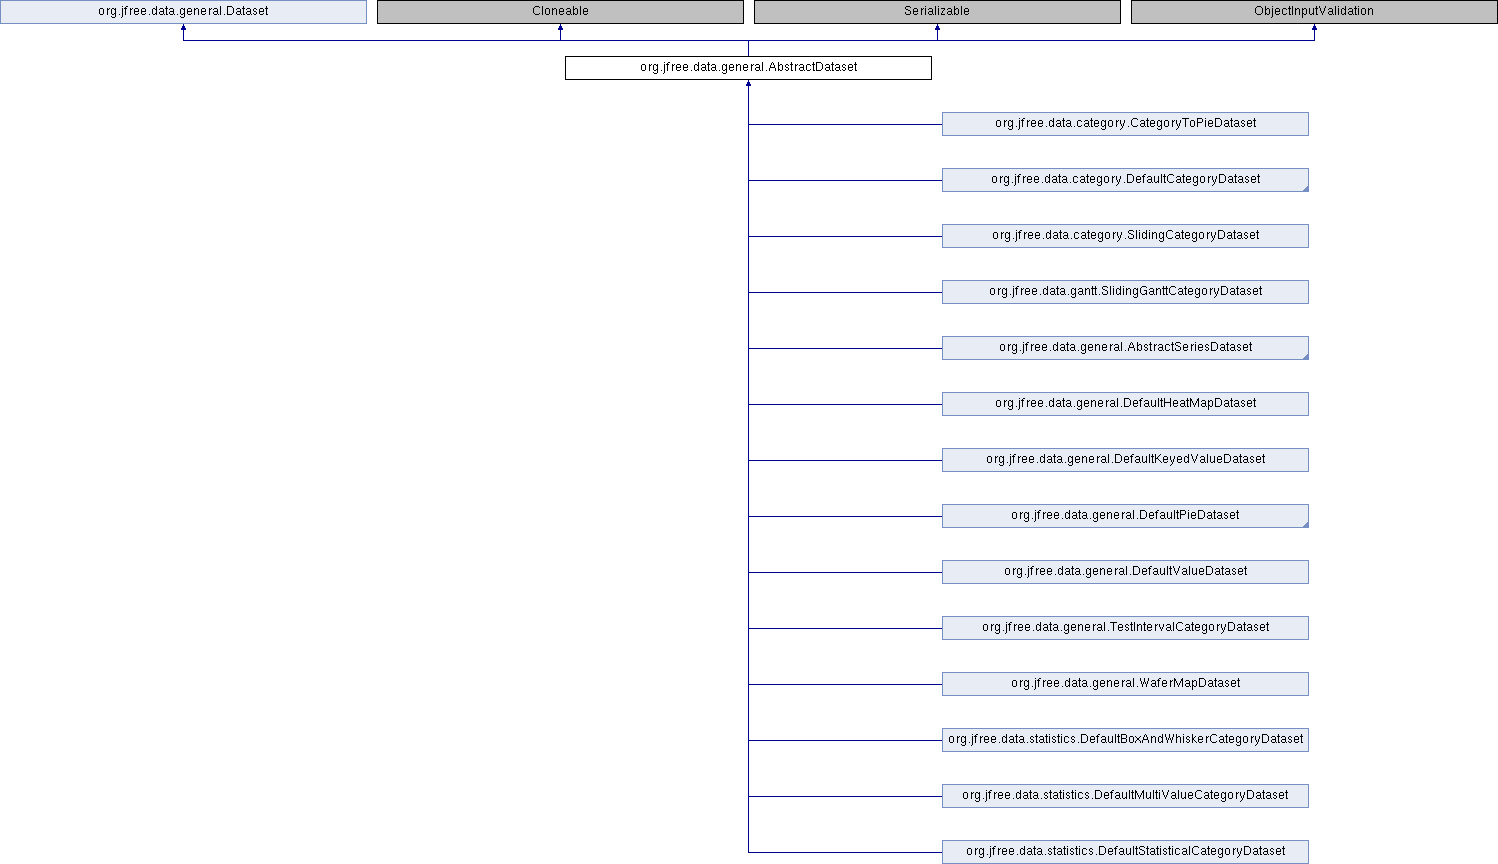 org.jfree.data.general.Dataset
Cloneable
Serializable
ObjectInputValidation
org.jfree.data.general.AbstractDataset
org.jfree.data.category.CategoryToPieDataset
org.jfree.data.category.DefaultCategoryDataset
org.jfree.data.category.SlidingCategoryDataset
org.jfree.data.gantt.SlidingGanttCategoryDataset
org.jfree.data.general.AbstractSeriesDataset
org.jfree.data.general.DefaultHeatMapDataset
org.jfree.data.general.DefaultKeyedValueDataset
org.jfree.data.general.DefaultPieDataset
org.jfree.data.general.DefaultValueDataset
org.jfree.data.general.TestIntervalCategoryDataset
org.jfree.data.general.WaferMapDataset
org.jfree.data.statistics.DefaultBoxAndWhiskerCategoryDataset
org.jfree.data.statistics.DefaultMultiValueCategoryDataset
org.jfree.data.statistics.DefaultStatisticalCategoryDataset